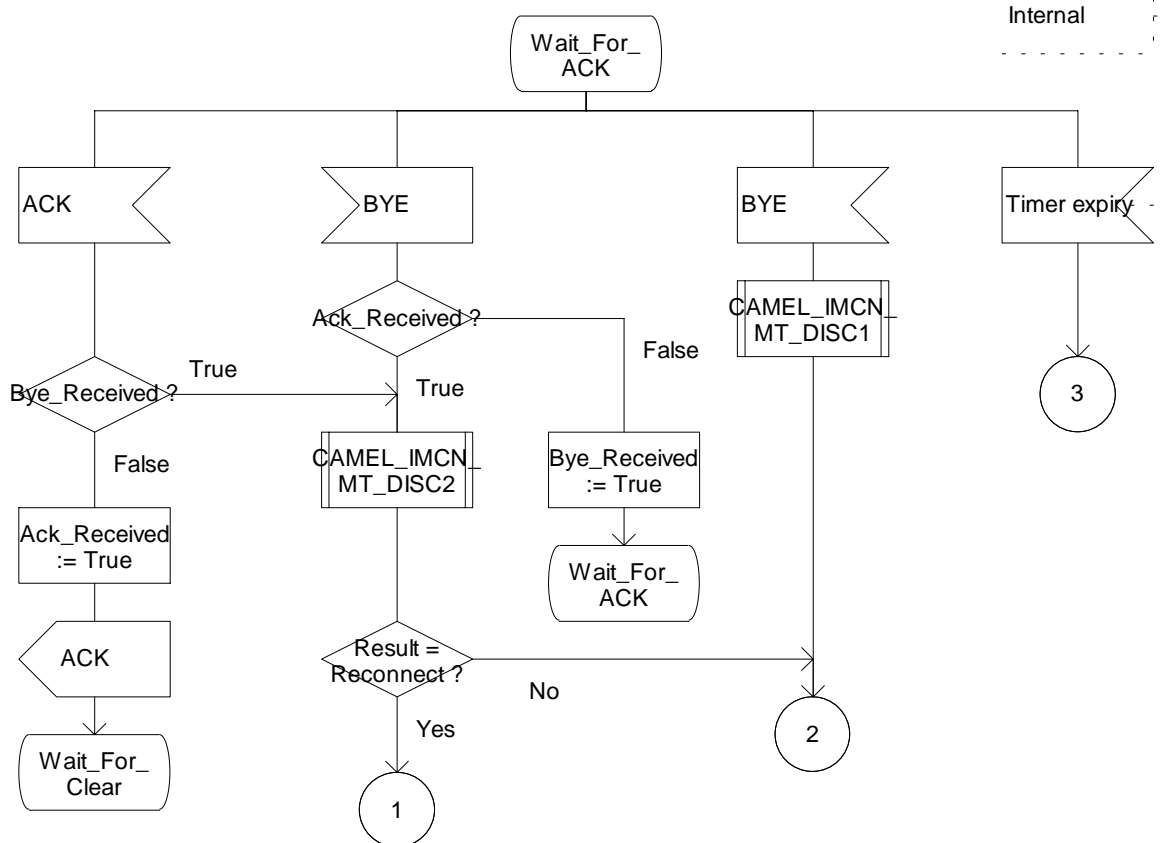 Internal
Wait_For_
ACK
ACK
BYE
BYE
Timer expiry
Ack_Received ?
CAMEL_IMCN_
MT_DISC1
False
True
True
3
Bye_Received ?
False
CAMEL_IMCN_
MT_DISC2
Bye_Received
:= True
Ack_Received
:= True
Wait_For_
ACK
ACK
Result =
Reconnect ?
No
Yes
2
Wait_For_
Clear
1